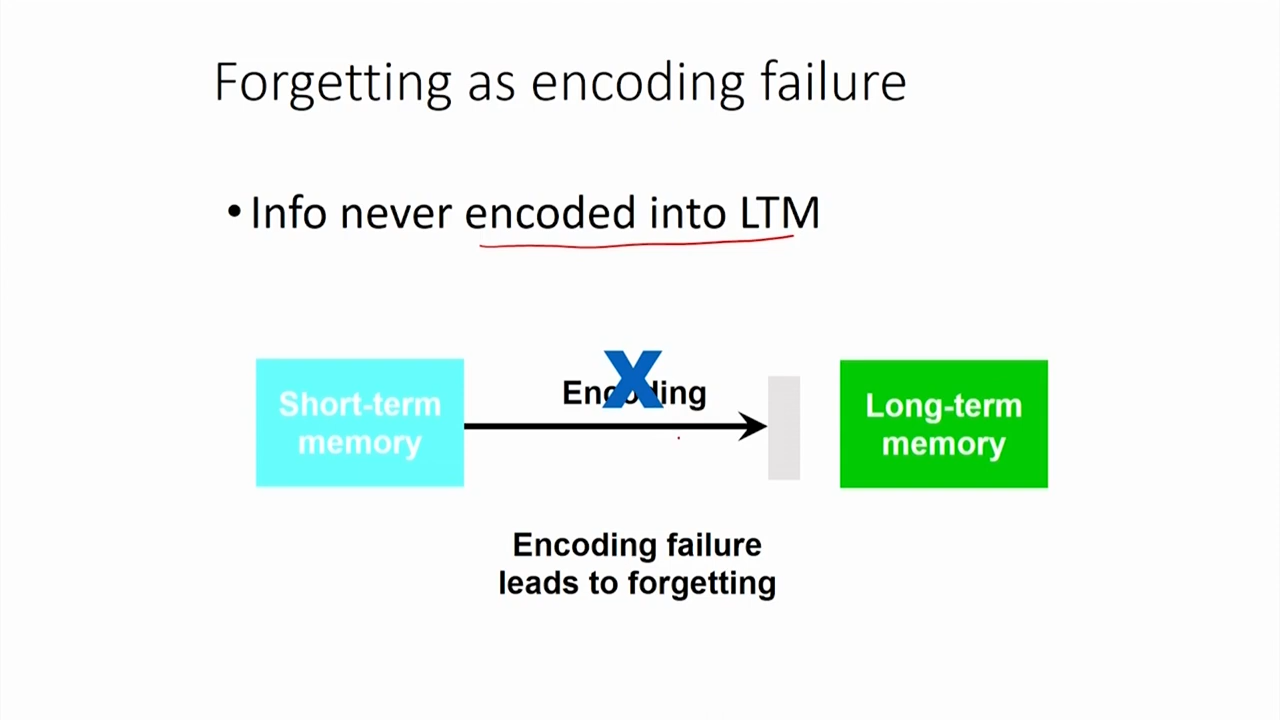 Forgetting as encoding failure
• Info never encoded into LTM
X
Encoding
Short-term
memory
Long-term
memory
Encoding failure
leads to forgetting